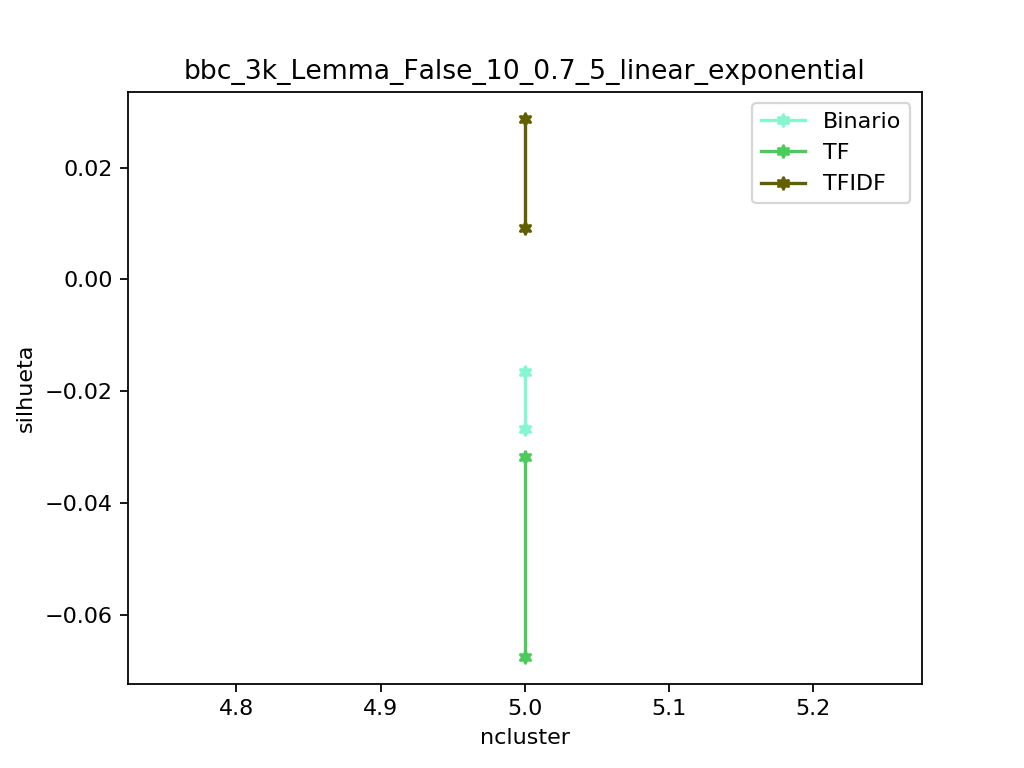 bbc_3k_Lemma_False_10_0.7_5_linear_exponential
Binario
TF
TFIDF
0.02
0.00
−0.02
−0.04
−0.06
silhueta
4.8
4.9
5.0
5.1
5.2
ncluster